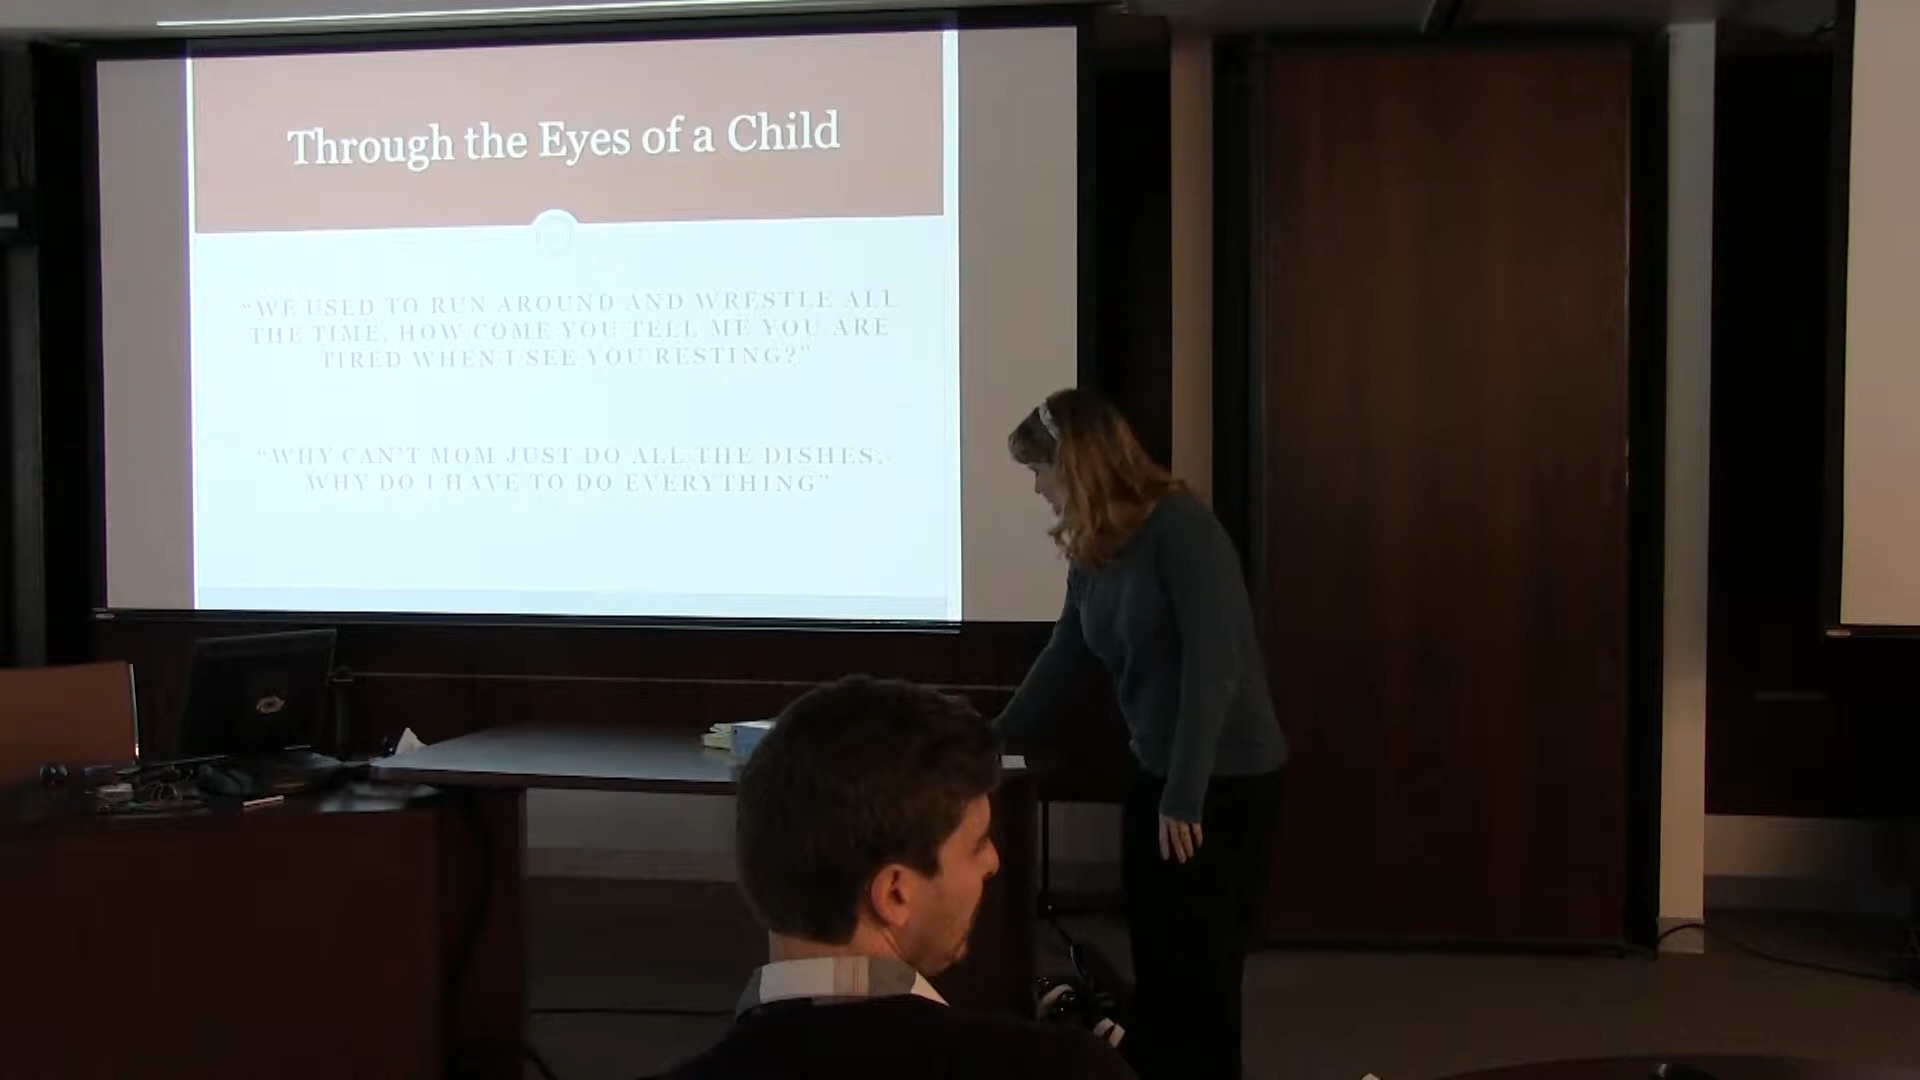 Through the Eyes of a Child
“WE USED TO RUN AROUND AND WRESTLE ALL
THE TIME, HOW COME YOU TELL ME YOU ARE
TIRED WHEN I SEE YOU RESTING?”
“WHY CAN’T MOM JUST DO ALL THE DISHES,
WHY DO I HAVE TO DO EVERYTHING”